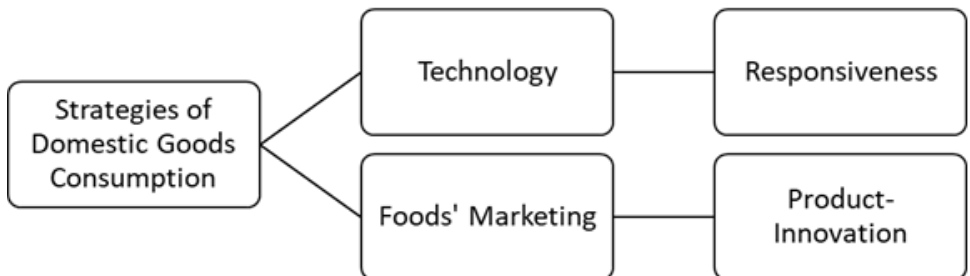 Strategies of
Domestic Goods
Consumption
Technology
Responsiveness
Foods' Marketing
Product-
Innovation